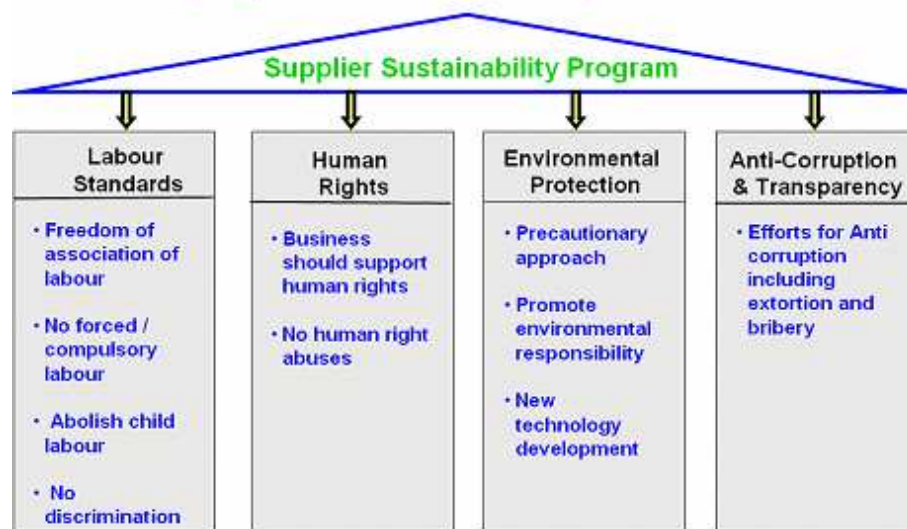 Supplier Sustainability Program
Labour
Standards
• Freedom of
association of
labour
• No forced /
compulsory
labour
• Abolish child
labour
• No
discrimination
Human
Rights
• Business
should support
human rights
• No human right
abuses
Environmental
Protection
• Precautionary
approach
• Promote
environmental
responsibility
• New
technology
development
Anti-Corruption
& Transparency
• Efforts for Anti
corruption
including
extortion and
bribery